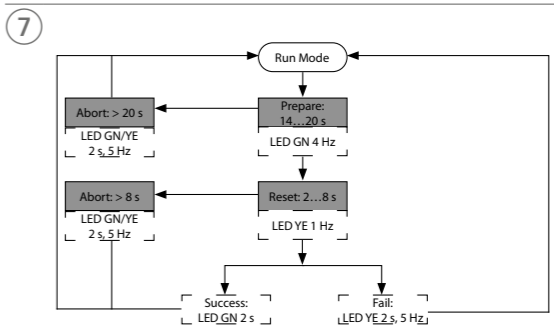 7
Run Mode
Abort: > 20 s
LED GN/YE
2 s, 5 Hz
Prepare:
14...20 s
LED GN 4 Hz
Abort: > 8 s
LED GN/YE
2 s, 5 Hz
Reset: 2...8 s
LED YE 1 Hz
Success:
LED GN 2 s
Fail:
LED YE 2 s, 5 Hz